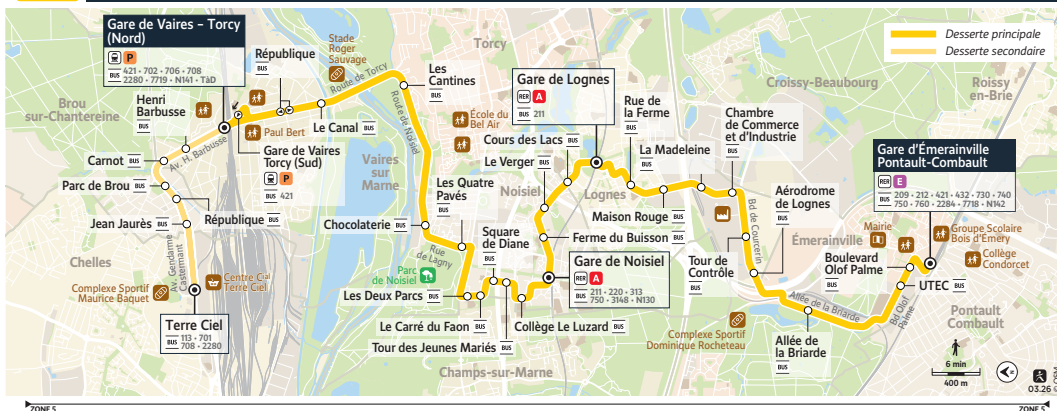 Gare de Vaires – Torcy
(Nord)
P
BUS 421 • 702 • 706 • 708
2280 • 7719 • N141 • TàD
Henri
Barbusse
BUS
Brou
-sur-Chantereine
Carnot BUS
Av. H. Barbusse
Parc de Brou BUS
République BUS
Jean Jaurès BUS
Av. Gendarme
Castermant
Chelles
Complexe Sportif
Maurice Baquet
Centre Cial
Terre Ciel
Terre Ciel
BUS 113 • 701
708 • 2280
République
BUS
Paul Bert
Gare de Vaires
Torcy (Sud)
P
BUS 421
Stade
Roger
Sauvage
Route de Torcy
Le Canal BUS
Les
Cantines
BUS
Torcy
Route de Noisiel
Vaires
sur
Marne
École du
Bel Air
Chocolaterie BUS
Les Quatre
Pavés
BUS
Rue
de Lagny
Parc
de Noisiel
Les Deux Parcs BUS
Square
de Diane
BUS
Le Carré du Faon BUS
Tour des Jeunes Mariés BUS
Collège Le Luzard BUS
Champs-sur-Marne
Gare de Noisiel
RER A
BUS 211 • 220 • 313
750 • 3148 • N130
Ferme du Buisson BUS
Noisiel
Le Verger BUS
Cours des Lacs BUS
Gare de Lognes
RER A
BUS 211
Lognes
Rue de
la Ferme
BUS
Maison Rouge BUS
La Madeleine
BUS
Chambre
de Commerce
et d'Industrie
BUS
Croissy-Beaubourg
Bd de Courcerin
Tour de
Contrôle
BUS
Aérodrome
de Lognes
BUS
Émerainville
Complexe Sportif
Dominique Rocheteau
Allée de
la Briarde
BUS
Allée de la Briarde
Bd Olof
Palme
Mairie
Boulevard
Olof Palme
BUS
UTEC BUS
Gare d'Émerainville
Pontault-Combault
RER E
BUS 209 • 212 • 421 • 432 • 730 • 740
750 • 760 • 2284 • 7718 • N142
Groupe Scolaire
Bois d'Émery
Collège
Condorcet
Pontault
Combault
Roissy
en-Brie
Desserte principale
Desserte secondaire
6 min
400 m
N
03.26
ZONE 5
ZONE 5